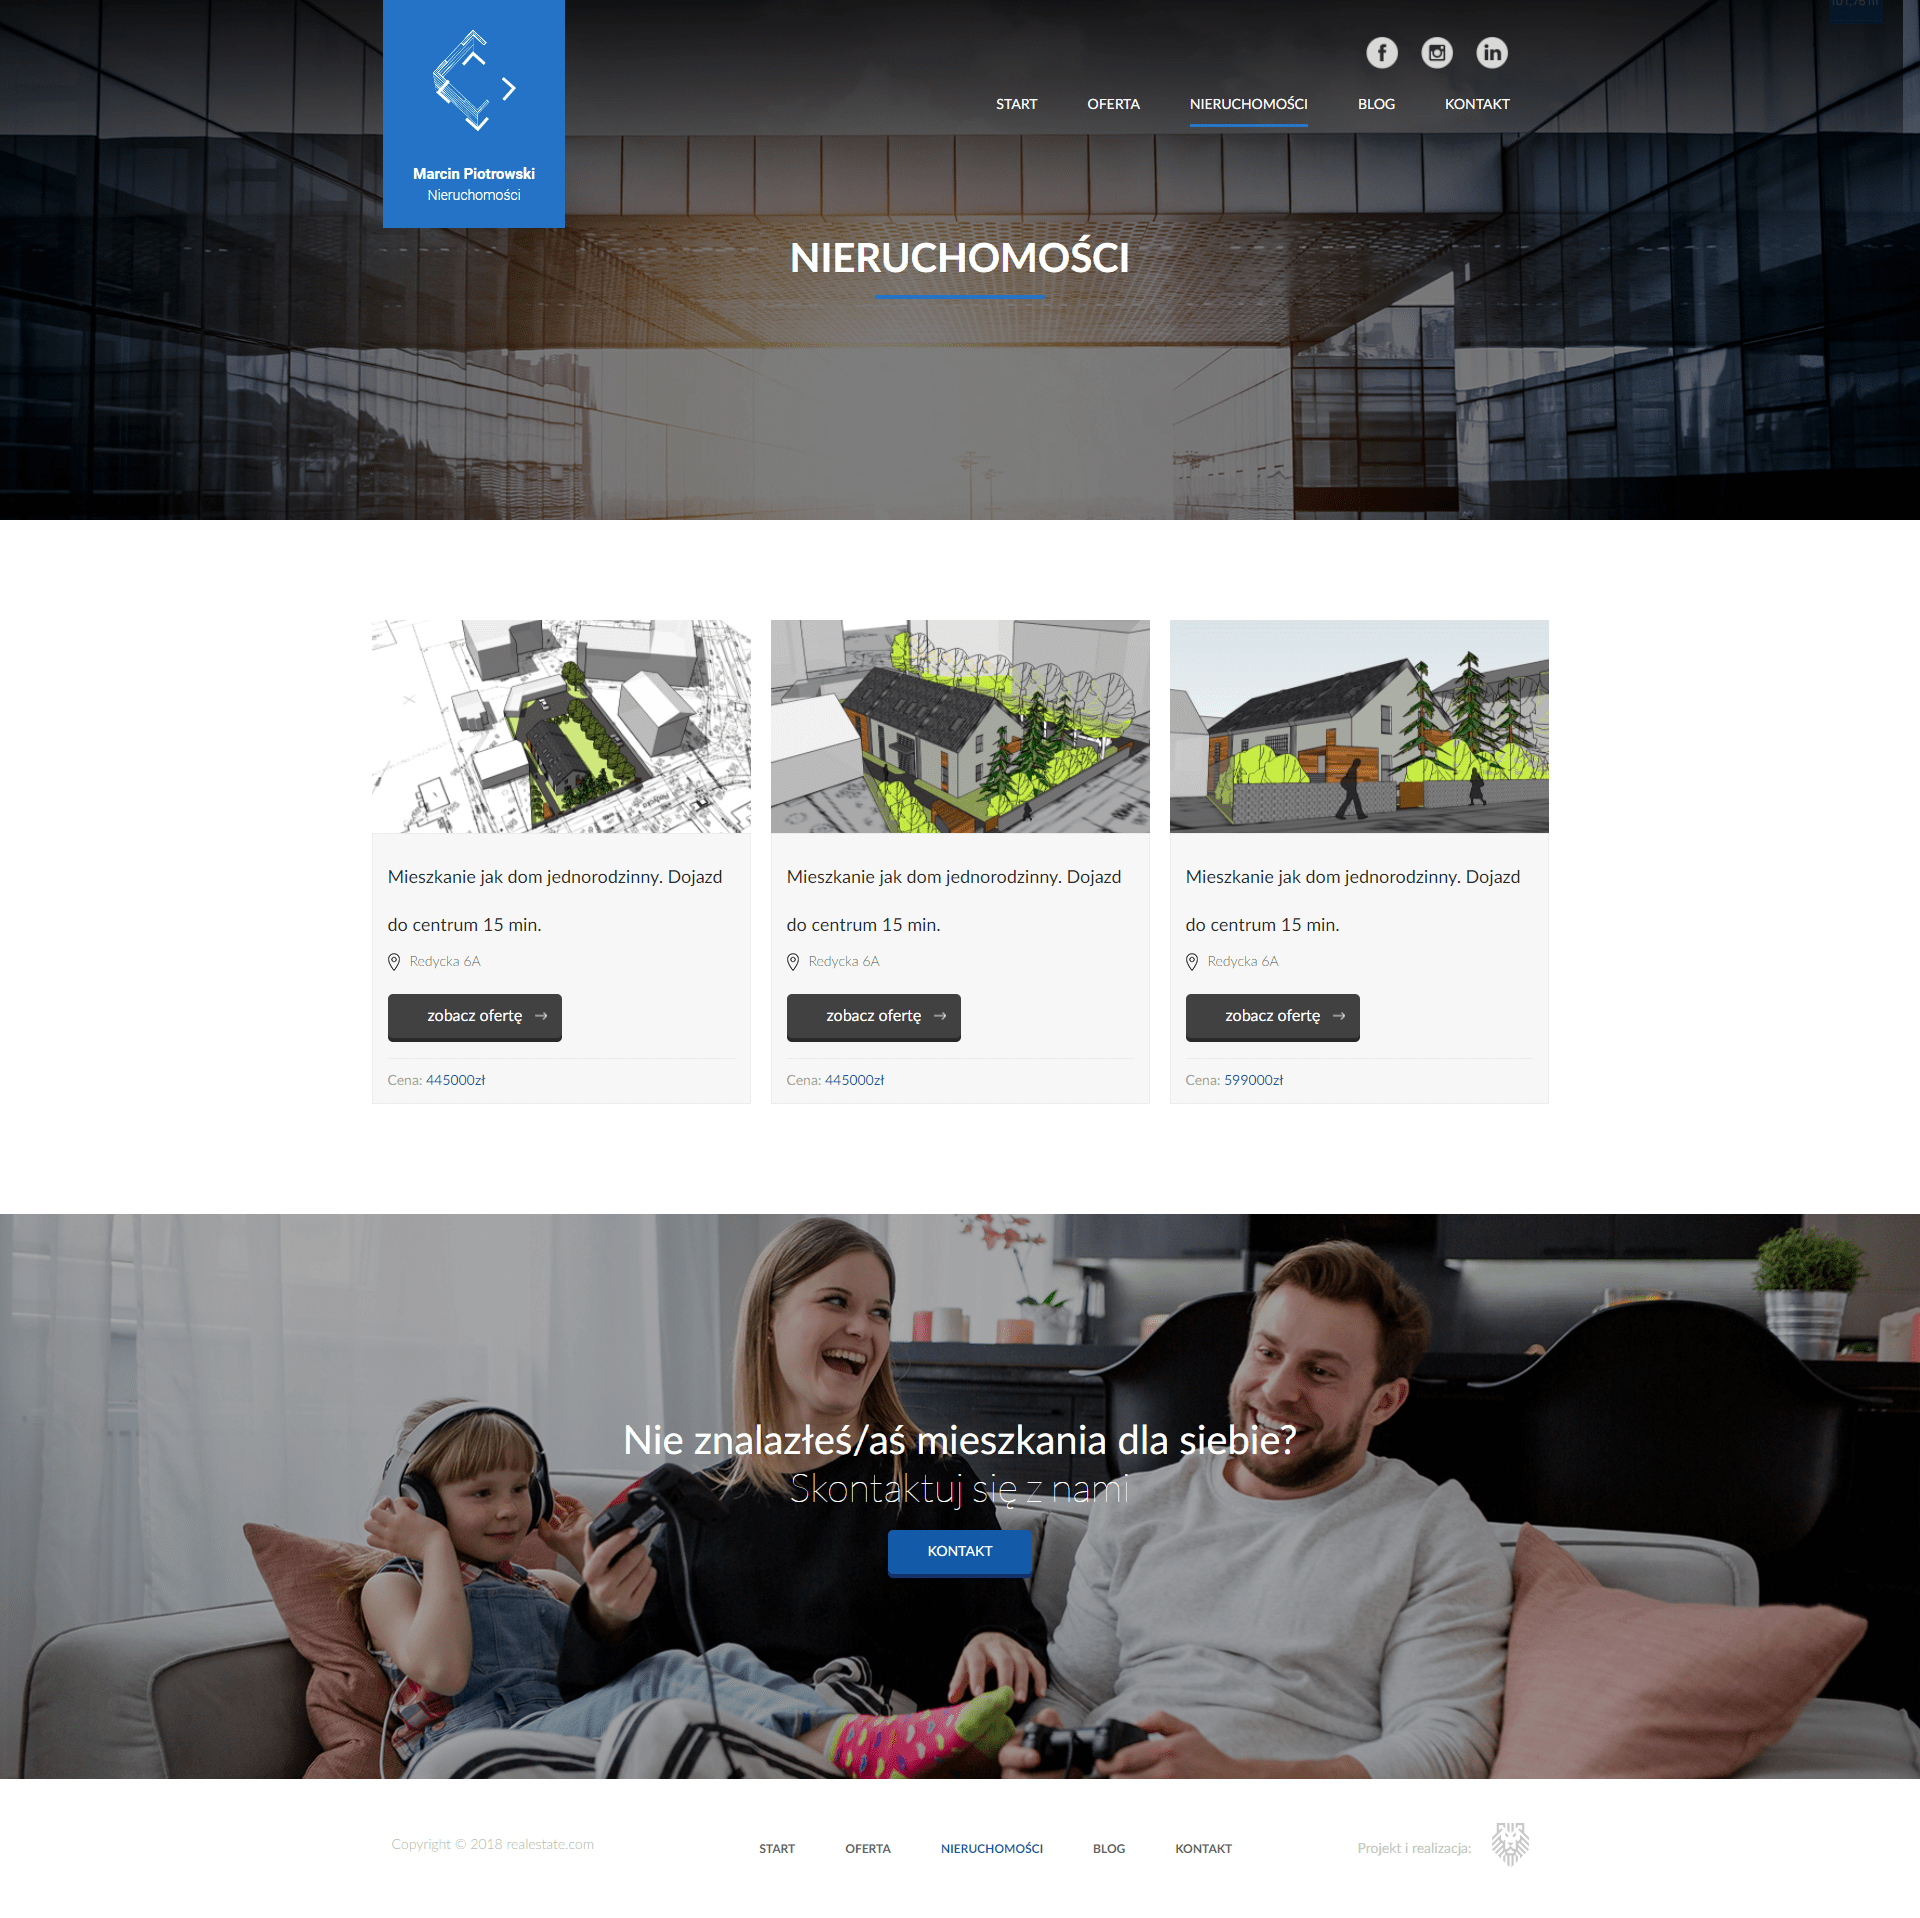 101,76 m
Marcin Piotrowski
Nieruchomości
START OFERTA NIERUCHOMOŚCI BLOG KONTAKT
NIERUCHOMOŚCI
Mieszkanie jak dom jednorodzinny. Dojazd
do centrum 15 min.
Redycka 6A
zobacz ofertę →
Cena: 445000zł
Mieszkanie jak dom jednorodzinny. Dojazd
do centrum 15 min.
Redycka 6A
zobacz ofertę →
Cena: 445000zł
Mieszkanie jak dom jednorodzinny. Dojazd
do centrum 15 min.
Redycka 6A
zobacz ofertę →
Cena: 599000zł
Nie znalazłeś/aś mieszkania dla siebie?
Skontaktuj się z nami
KONTAKT
Copyright © 2018 realestate.com
START OFERTA NIERUCHOMOŚCI BLOG KONTAKT
Projekt i realizacja: